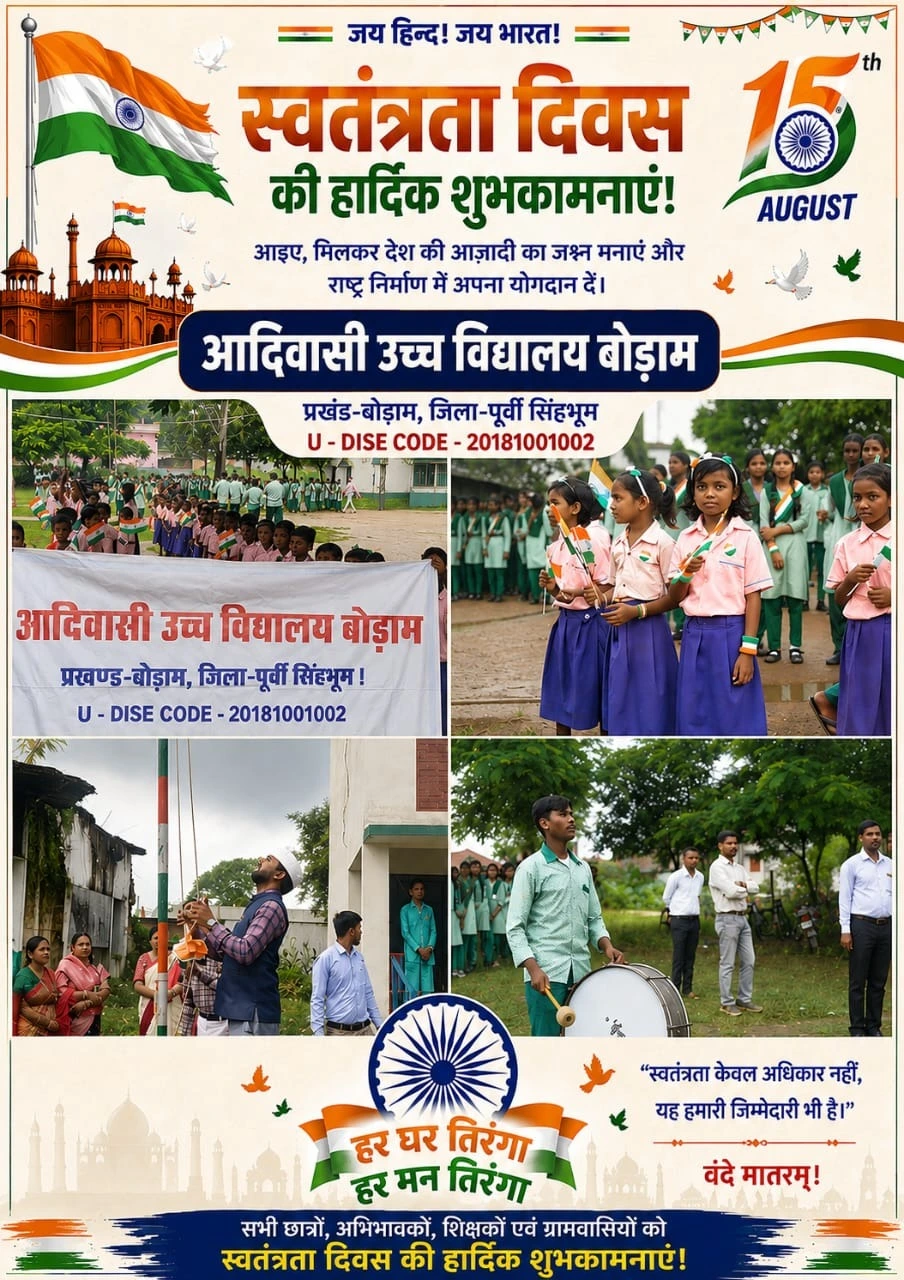 जय हिन्द! जय भारत!
स्वतंत्रता दिवस
की हार्दिक शुभकामनाएं!
15th
AUGUST
आइए, मिलकर देश की आज़ादी का जश्न मनाएं और
राष्ट्र निर्माण में अपना योगदान दें।
आदिवासी उच्च विद्यालय बोड़ाम
प्रखंड-बोड़ाम, जिला-पूर्वी सिंहभूम
U - DISE CODE - 20181001002
आदिवासी उच्च विद्यालय बोड़ाम
प्रखण्ड-बोड़ाम, जिला-पूर्वी सिंहभूम !
U - DISE CODE - 20181001002
"स्वतंत्रता केवल अधिकार नहीं,
यह हमारी जिम्मेदारी भी है।"
वंदे मातरम्!
हर घर तिरंगा
हर मन तिरंगा
सभी छात्रों, अभिभावकों, शिक्षकों एवं ग्रामवासियों को
स्वतंत्रता दिवस की हार्दिक शुभकामनाएं!